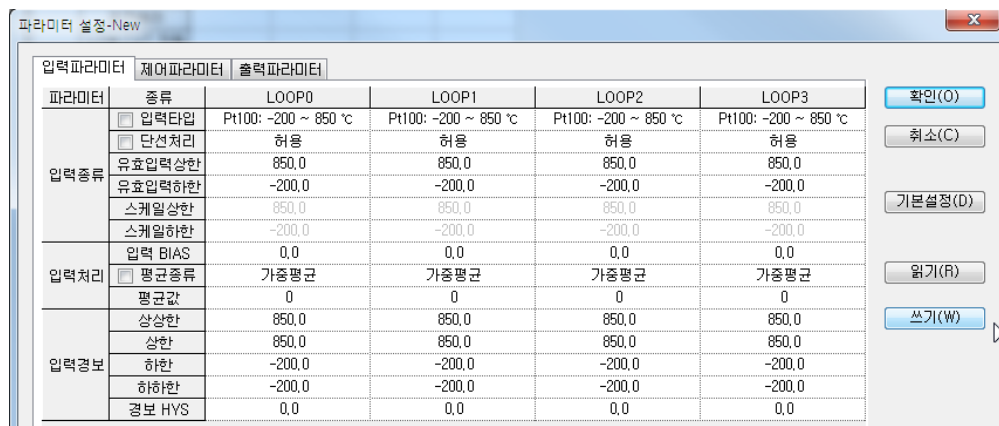 파라미터 설정-New
입력파라미터 제어파라미터 출력파라미터
파라미터 종류 LOOP0 LOOP1 LOOP2 LOOP3
입력종류
입력타입 Pt100: -200 ~ 850 ℃ Pt100: -200 ~ 850 ℃ Pt100: -200 ~ 850 ℃ Pt100: -200 ~ 850 ℃
단선처리 허용 허용 허용 허용
유효입력상한 850.0 850.0 850.0 850.0
유효입력하한 -200.0 -200.0 -200.0 -200.0
스케일상한 850.0 850.0 850.0 850.0
스케일하한 -200.0 -200.0 -200.0 -200.0
입력처리
입력 BIAS 0.0 0.0 0.0 0.0
평균종류 가중평균 가중평균 가중평균 가중평균
평균값 0 0 0 0
입력경보
상상한 850.0 850.0 850.0 850.0
상한 850.0 850.0 850.0 850.0
하한 -200.0 -200.0 -200.0 -200.0
하하한 -200.0 -200.0 -200.0 -200.0
경보 HYS 0.0 0.0 0.0 0.0
확인(O)
취소(C)
기본설정(D)
읽기(R)
쓰기(W)